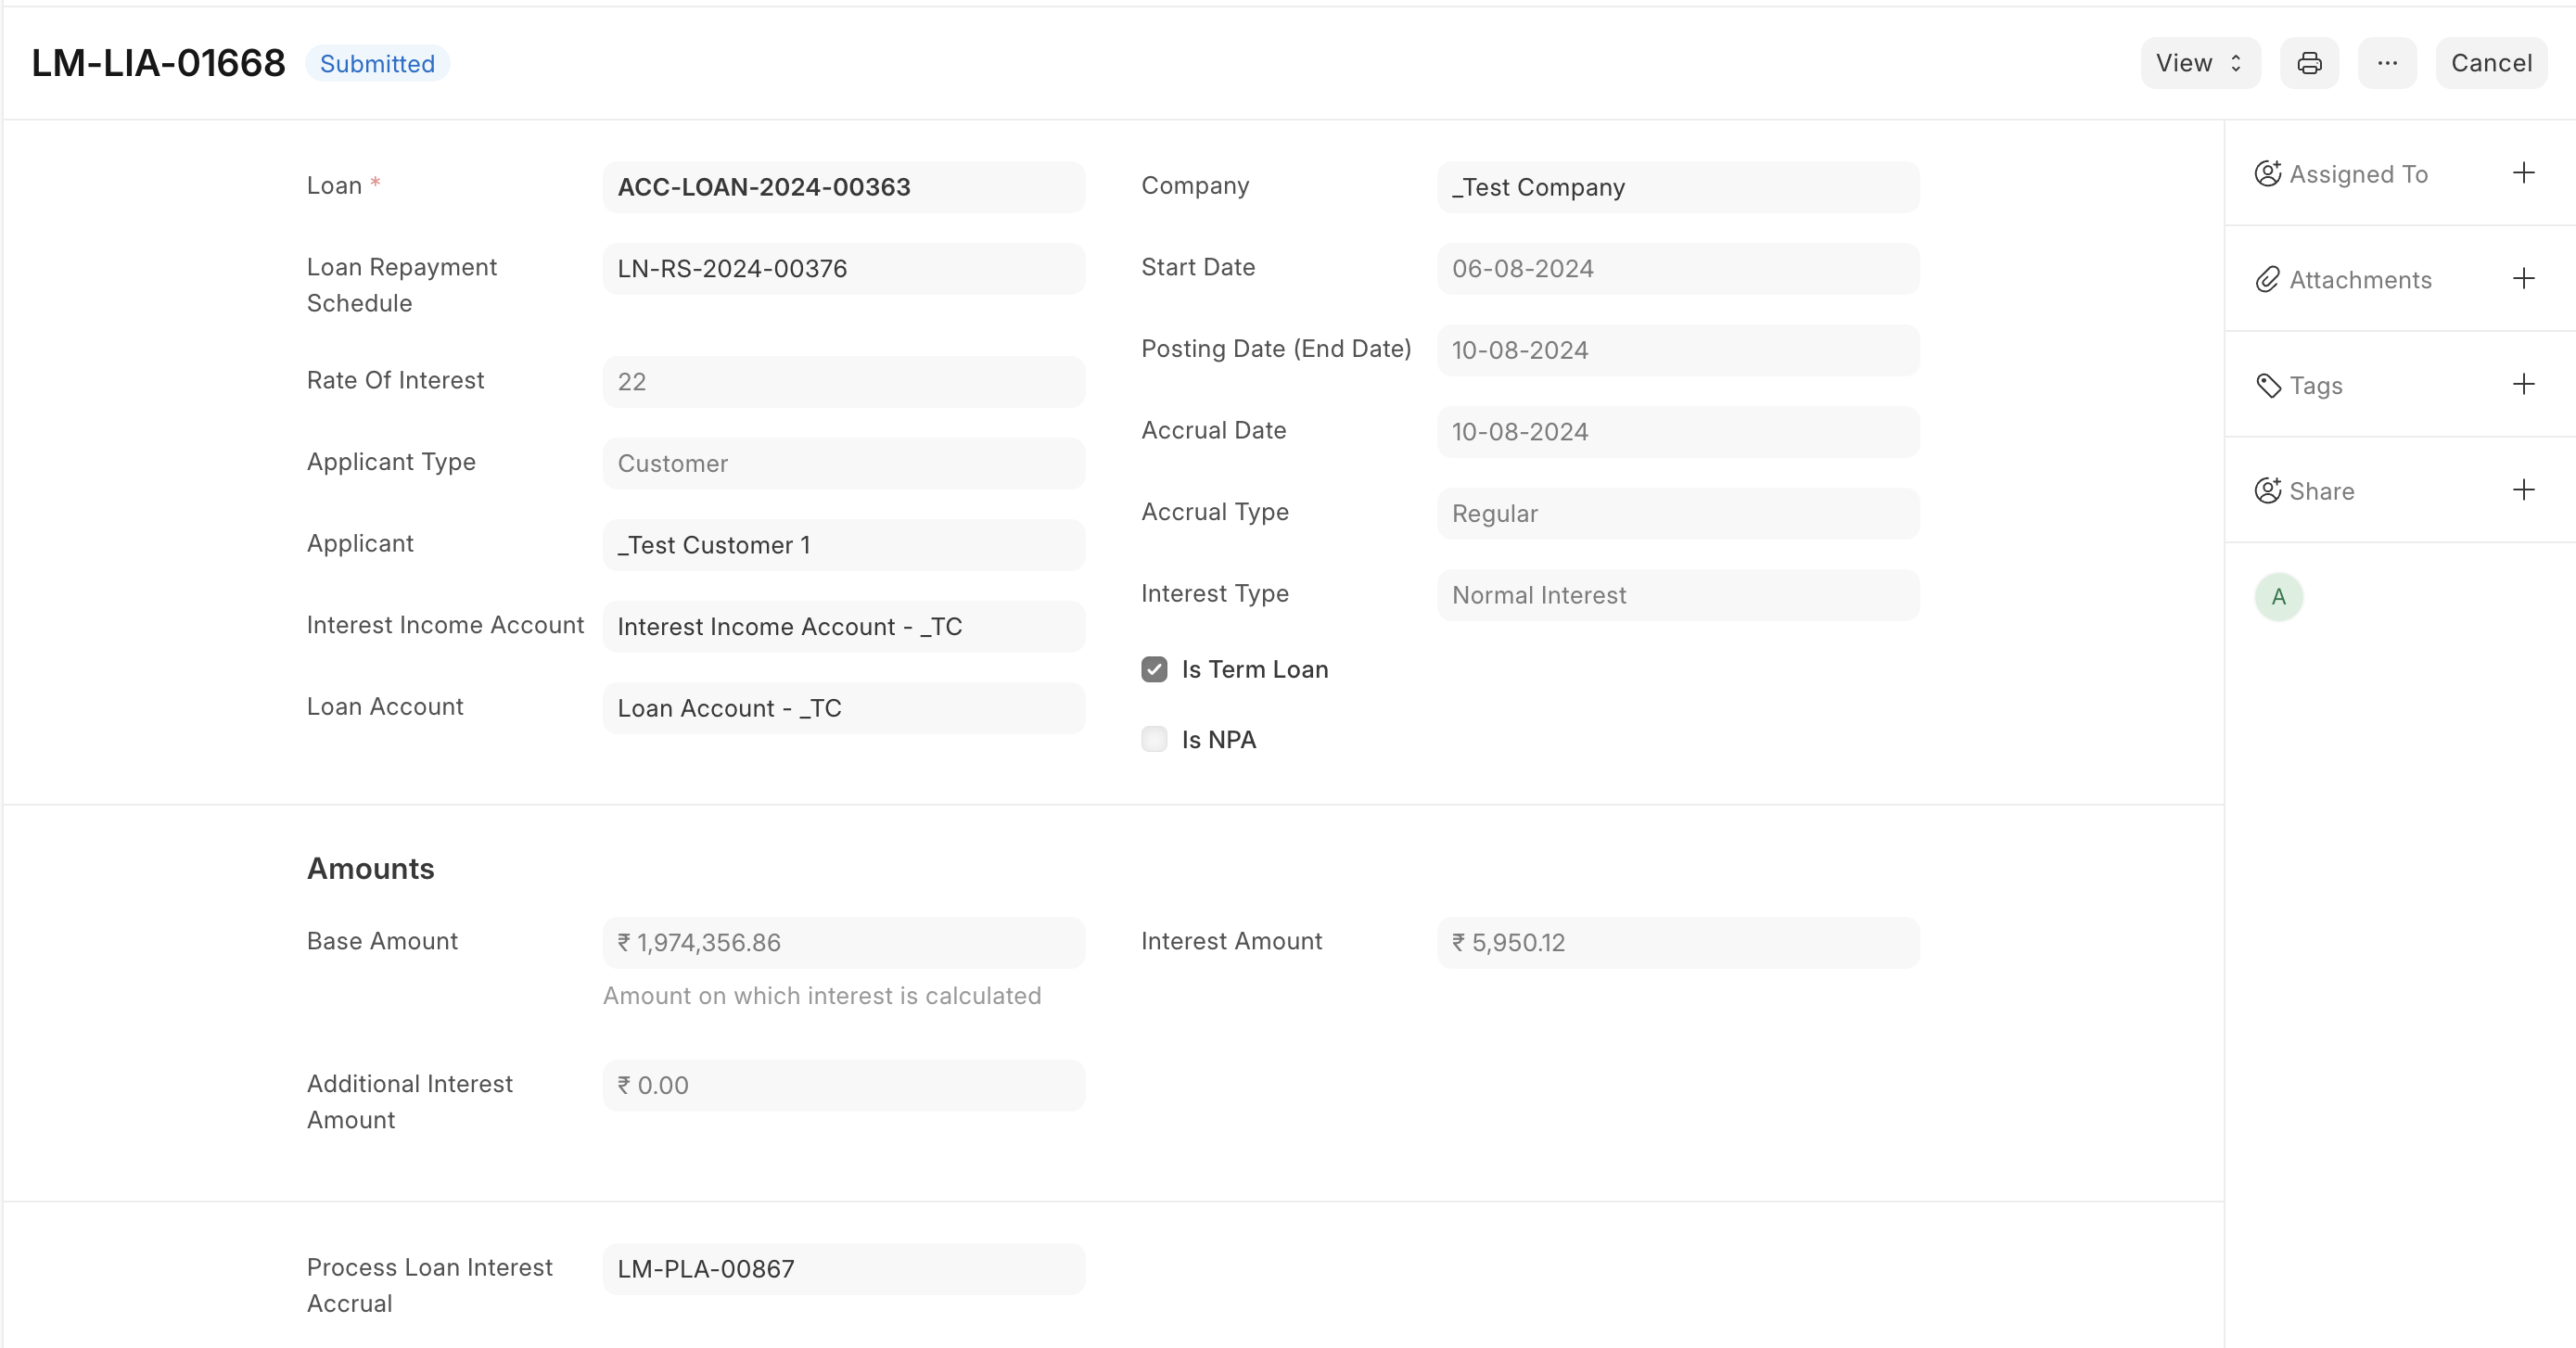 LM-LIA-01668 Submitted View ... Cancel
Loan * ACC-LOAN-2024-00363
Loan Repayment Schedule LN-RS-2024-00376
Rate Of Interest 22
Applicant Type Customer
Applicant _Test Customer 1
Interest Income Account Interest Income Account - _TC
Loan Account Loan Account - _TC
Company _Test Company
Start Date 06-08-2024
Posting Date (End Date) 10-08-2024
Accrual Date 10-08-2024
Accrual Type Regular
Interest Type Normal Interest
Is Term Loan
Is NPA
Amounts
Base Amount ₹ 1,974,356.86
Amount on which interest is calculated
Additional Interest Amount ₹ 0.00
Interest Amount ₹ 5,950.12
Process Loan Interest Accrual LM-PLA-00867
Assigned To +
Attachments +
Tags +
Share +
A